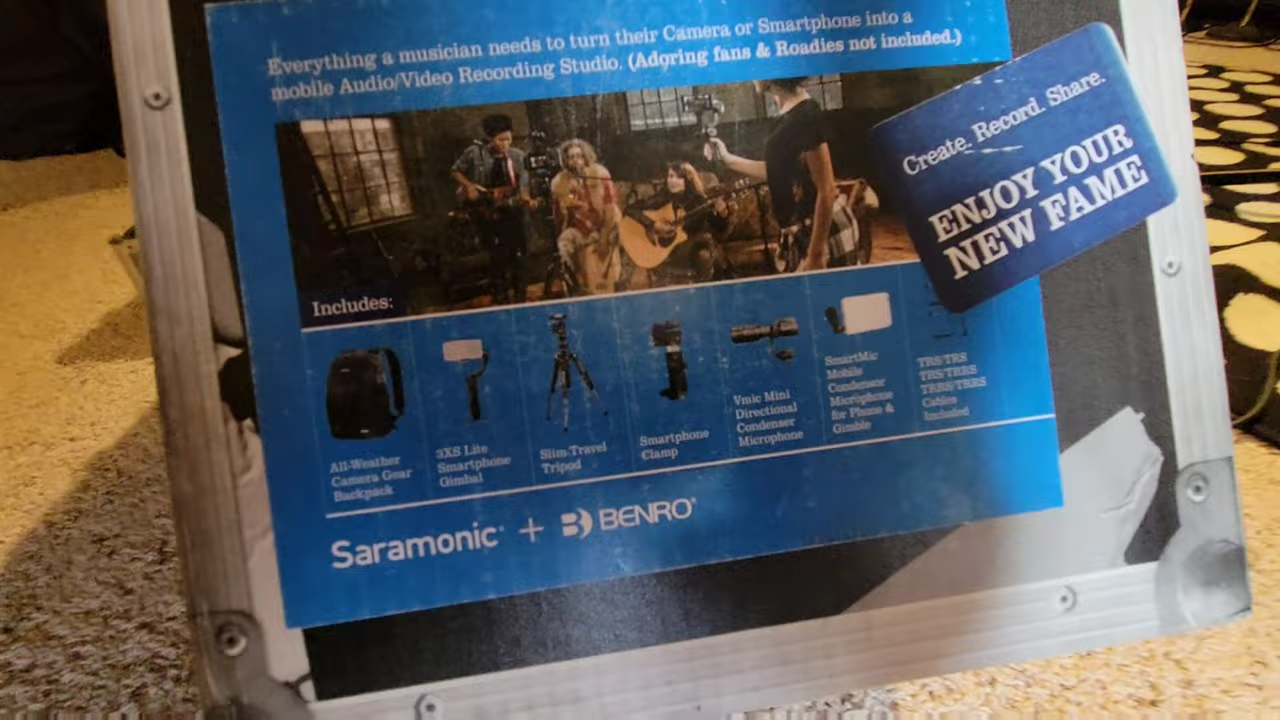 Everything a musician needs to turn their Camera or Smartphone into a
mobile Audio/Video Recording Studio. (Adoring fans & Roadies not included.)
Create. Record. Share.
ENJOY YOUR
NEW FAME
Includes:
All-Weather
Camera Gear
Backpack
3XS Lite
Smartphone
Gimbal
Slim Travel
Tripod
Smartphone
Clamp
Vmic Mini
Directional
Condenser
Microphone
SmartMic
Mobile
Condenser
Microphone
for Phone &
Gimble
TRS/TRS
TRS/TRRS
TRRS/TRRS
Cables
Included
Saramonic® + BENRO®